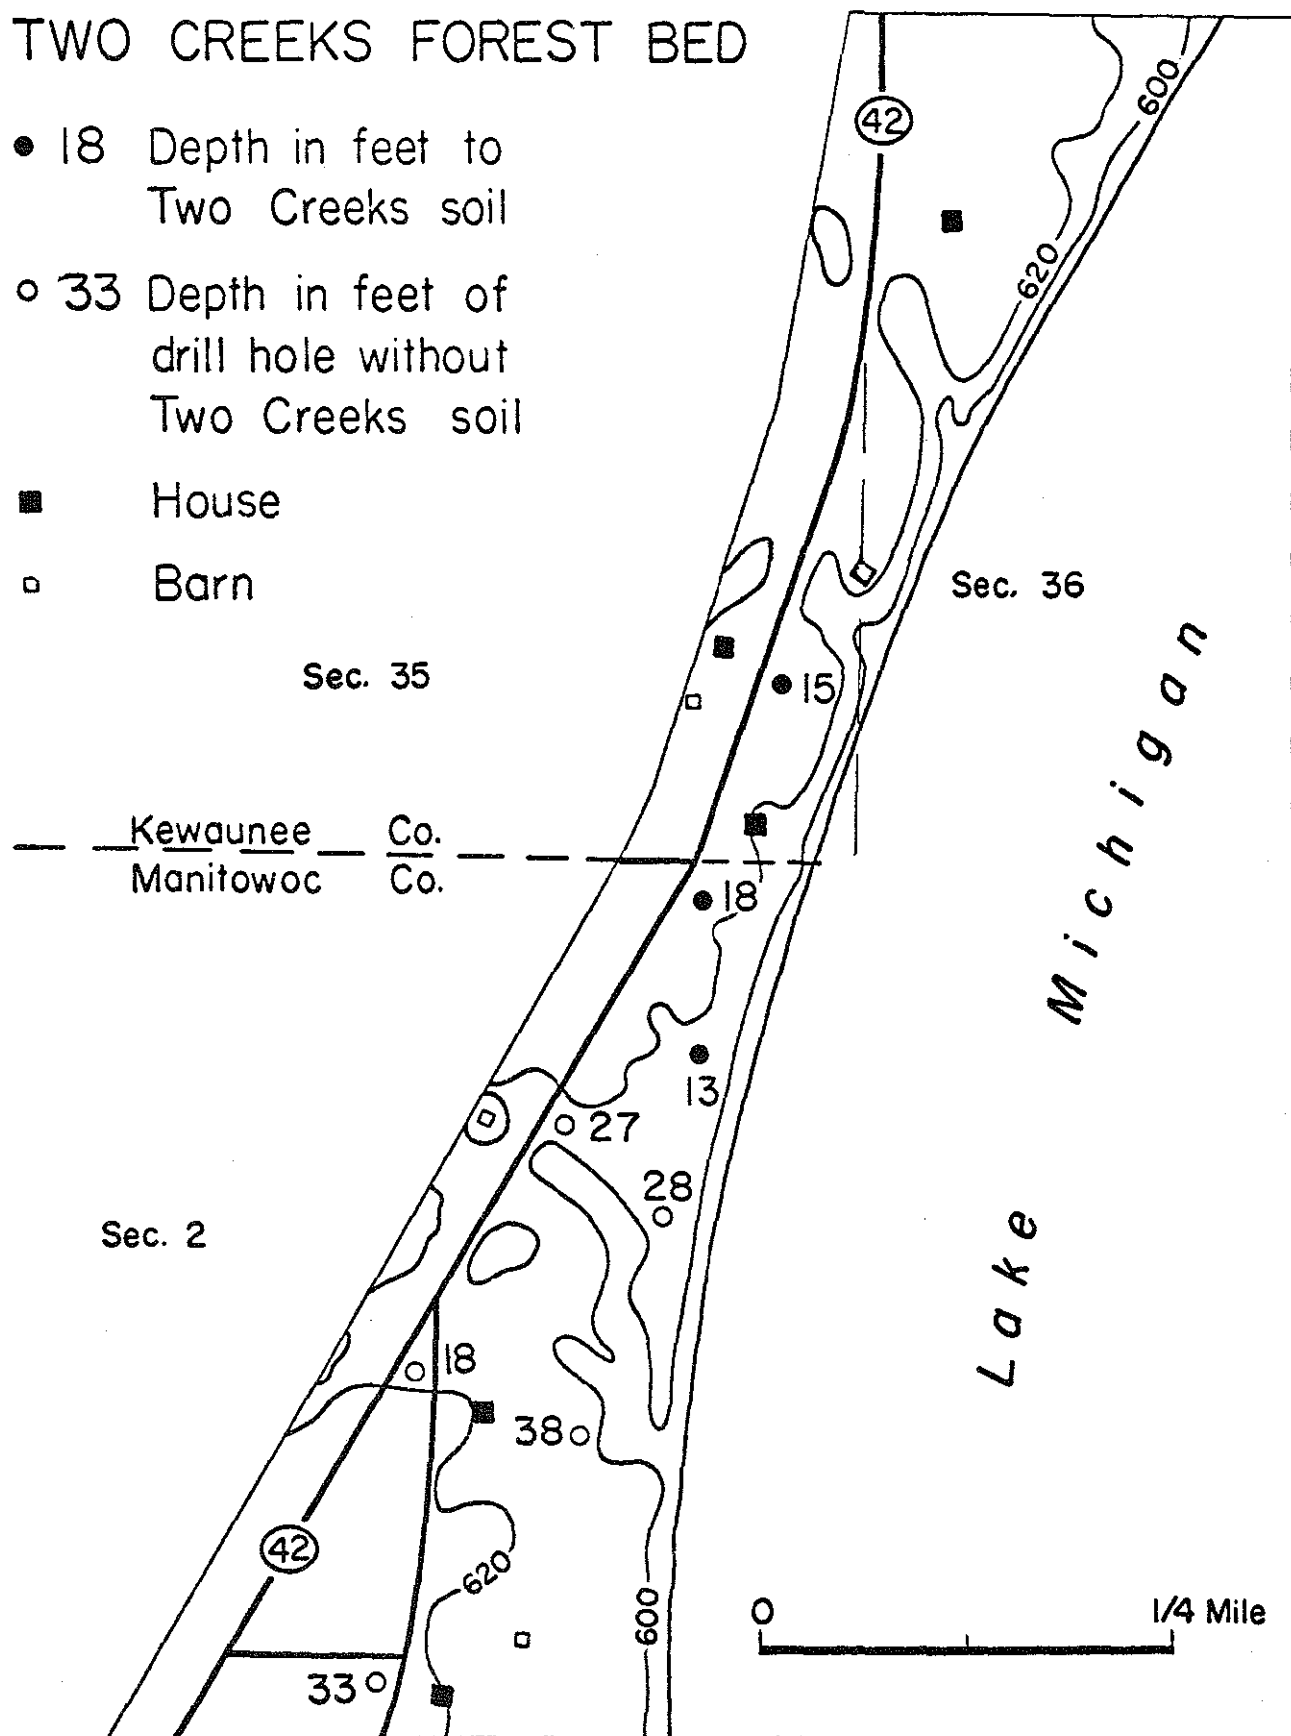 TWO CREEKS FOREST BED
18 Depth in feet to
Two Creeks soil
33 Depth in feet of
drill hole without
Two Creeks soil
House
Barn
42
600
620
Sec. 36
Sec. 35
15
Kewaunee Co.
Manitowoc Co.
18
13
27
28
Sec. 2
Lake Michigan
18
38
42
620
600
33
0 1/4 Mile